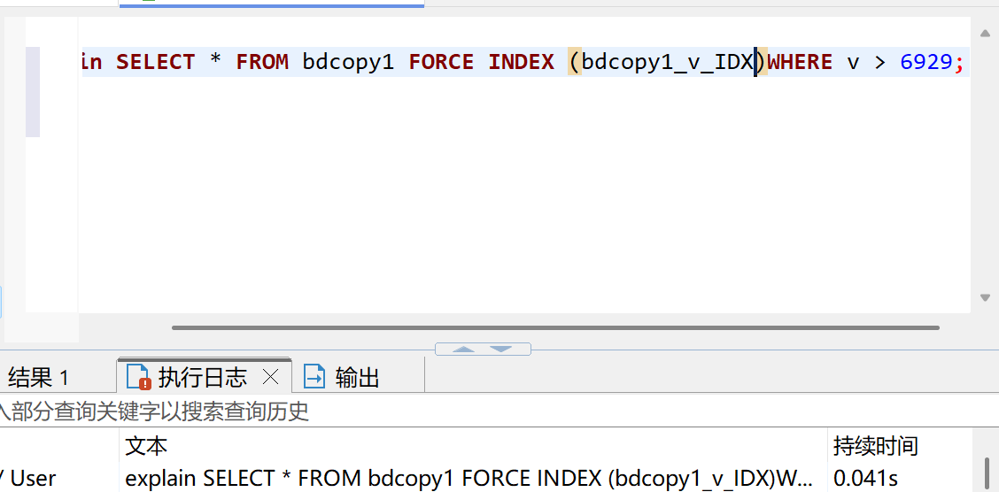 in SELECT * FROM bdcopy1 FORCE INDEX (bdcopy1_v_IDX)WHERE v > 6929;
结果 1 执行日志 输出
入部分查询关键字以搜索查询历史
文本 持续时间
/ User explain SELECT * FROM bdcopy1 FORCE INDEX (bdcopy1_v_IDX)W... 0.041s